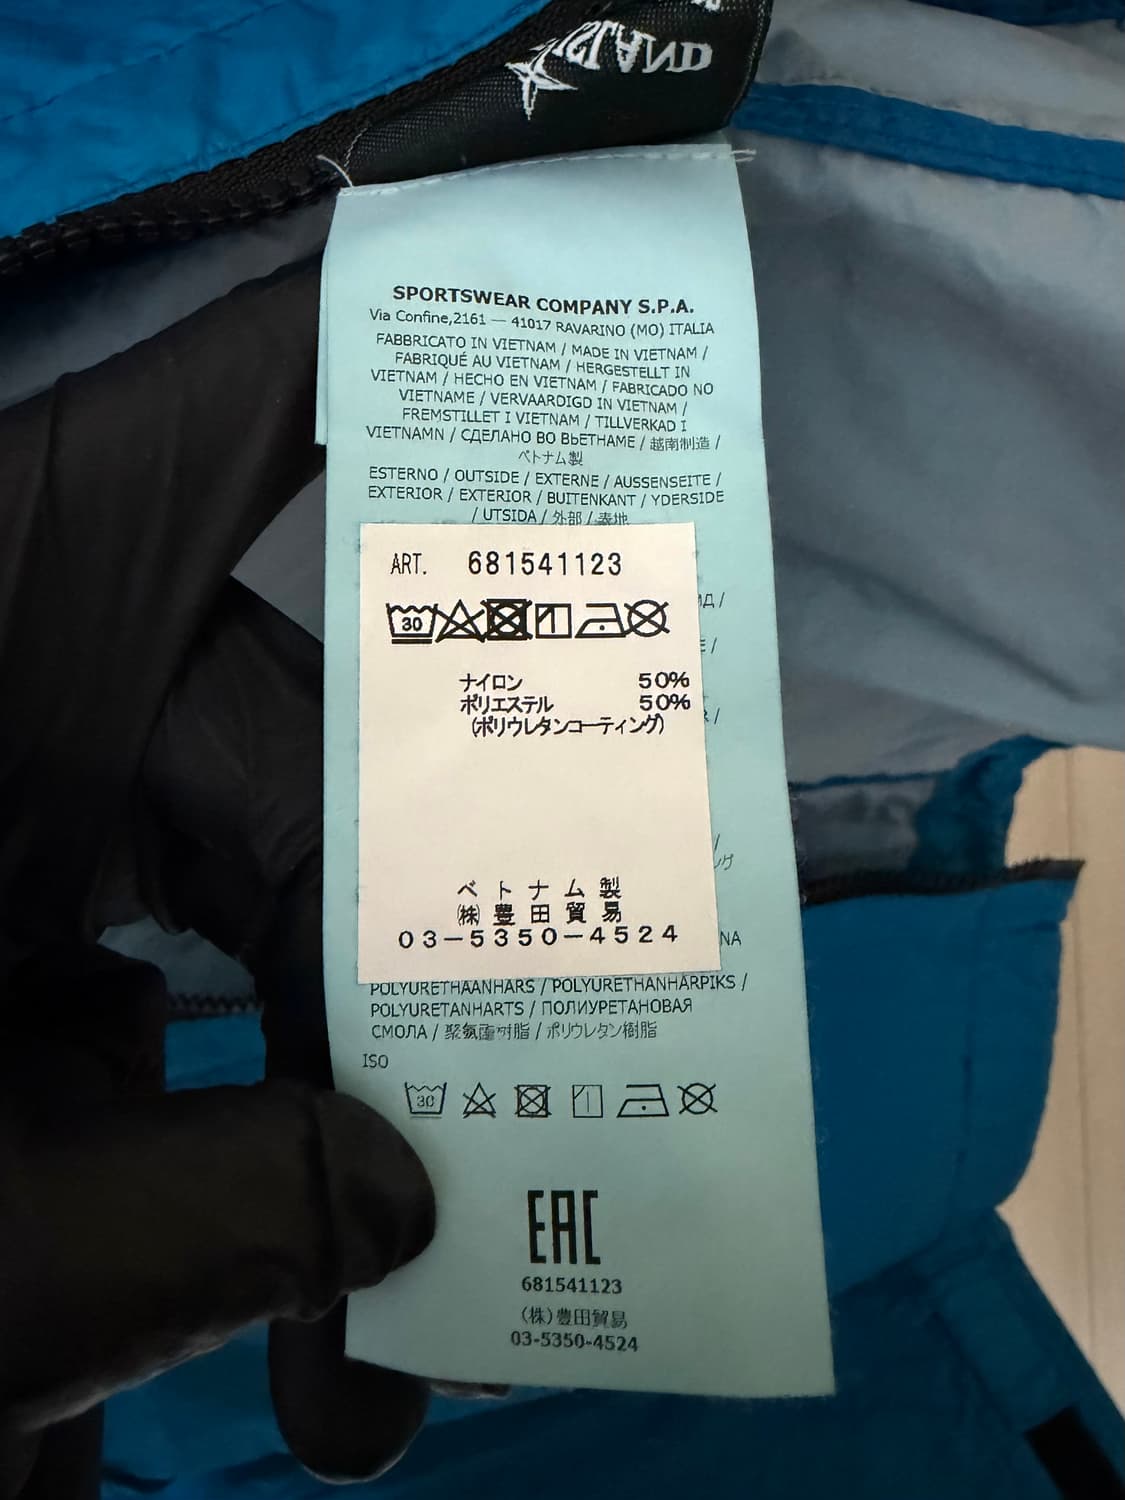 ISLAND
SPORTSWEAR COMPANY S.P.A.
Via Confine,2161 — 41017 RAVARINO (MO) ITALIA
FABBRICATO IN VIETNAM / MADE IN VIETNAM /
FABRIQUÉ AU VIETNAM / HERGESTELLT IN
VIETNAM / HECHO EN VIETNAM / FABRICADO NO
VIETNAME / VERVAARDIGD IN VIETNAM /
FREMSTILLET I VIETNAM / TILLVERKAD I
VIETNAMN / СДЕЛАНО ВО ВЬЕТНАМЕ / 越南制造 /
ベトナム製
ESTERNO / OUTSIDE / EXTERNE / AUSSENSEITE /
EXTERIOR / EXTERIOR / BUITENKANT / YDERSIDE
/ UTSIDA / 外部 / 表地
ART. 681541123
30
ナイロン 50%
ポリエステル 50%
(ポリウレタンコーティング)
ベトナム製
㈱豊田貿易
03-5350-4524
NA
POLYURETHAANHARS / POLYURETHANHARPIKS /
POLYURETANHARTS / ПОЛИУРЕТАНОВАЯ
СМОЛА / 聚氨酯树脂 / ポリウレタン樹脂
ISO
30
EAC
681541123
(株)豊田貿易
03-5350-4524